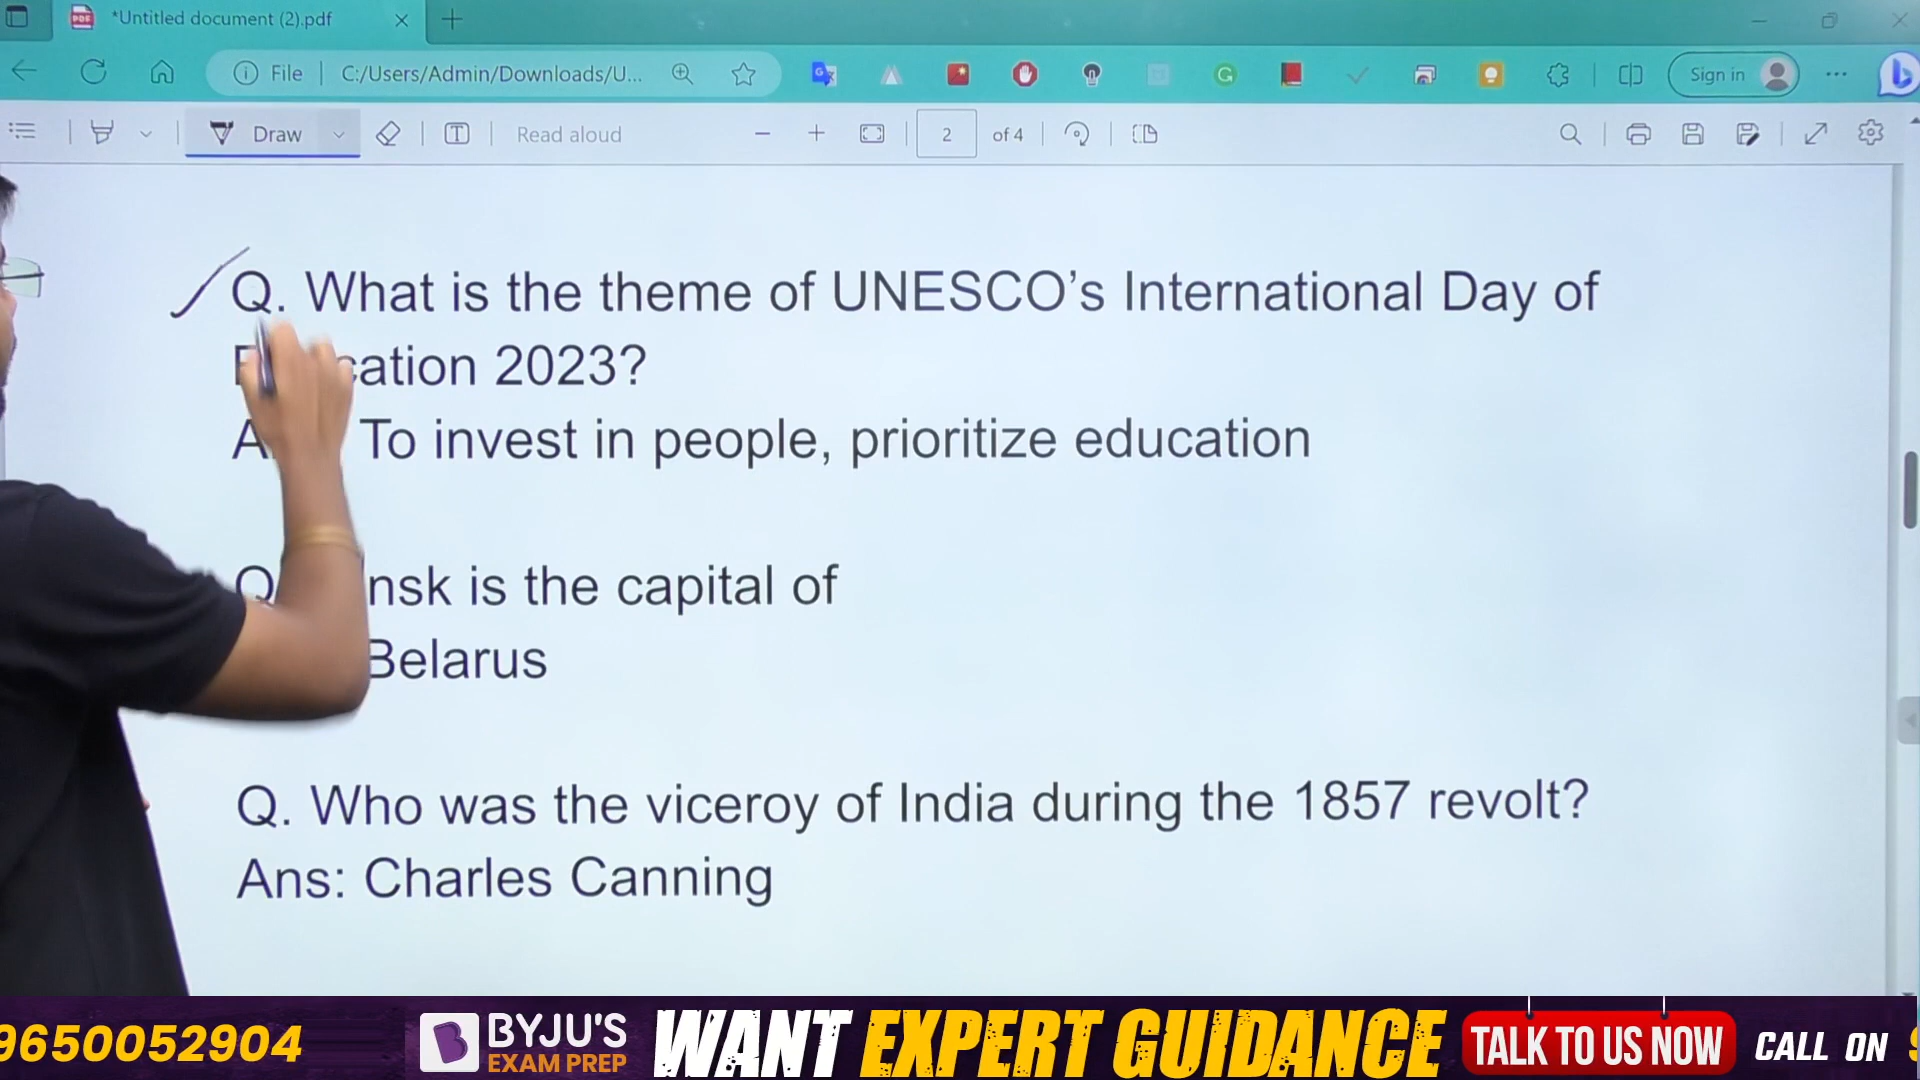 *Untitled document (2).pdf
File
C:/Users/Admin/Downloads/U...
Sign in
Draw
Read aloud
2
of 4
Q. What is the theme of UNESCO's International Day of
cation 2023?
To invest in people, prioritize education
nsk is the capital of
Belarus
Q. Who was the viceroy of India during the 1857 revolt?
Ans: Charles Canning
9650052904
BYJU'S
EXAM PREP
WANT EXPERT GUIDANCE
TALK TO US NOW
CALL ON